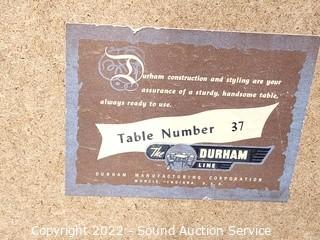 Durham construction and styling are your
assurance of a sturdy, handsome table,
always ready to use.
Table Number 37
The DURHAM
LINE
DURHAM MANUFACTURING CORPORATION
MUNCIE, INDIANA, U.S.A.
Copyright 2022 - Sound Auction Service